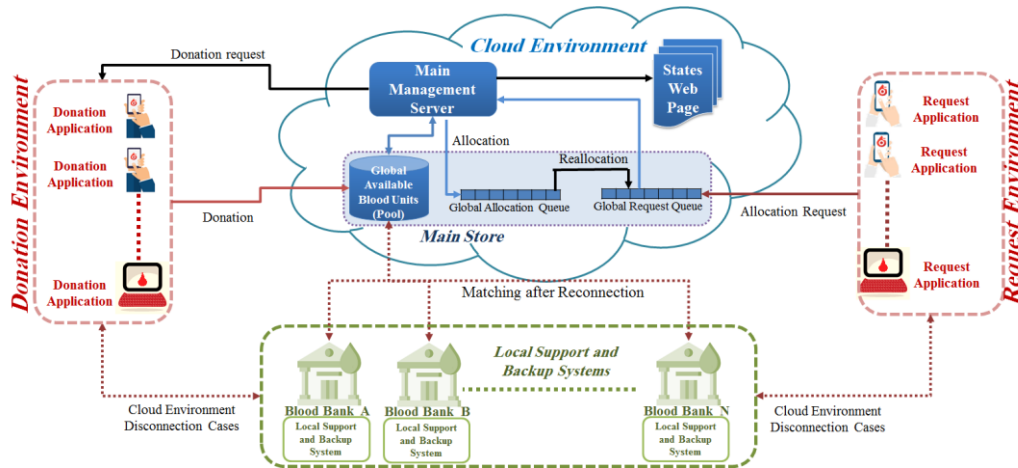 Cloud Environment
Donation request
Main
Management
Server
States
Web
Page
Donation Environment
Donation
Application
Donation
Application
Donation
Application
Request
Application
Request
Application
Request
Application
Request Environment
Allocation
Reallocation
Global
Available
Blood Units
(Pool)
Global Allocation Queue
Global Request Queue
Donation
Allocation Request
Main Store
Matching after Reconnection
Local Support and
Backup Systems
Blood Bank A
Blood Bank B
Blood Bank N
Local Support
and Backup
System
Local Support
and Backup
System
Local Support
and Backup
System
Cloud Environment
Disconnection Cases
Cloud Environment
Disconnection Cases